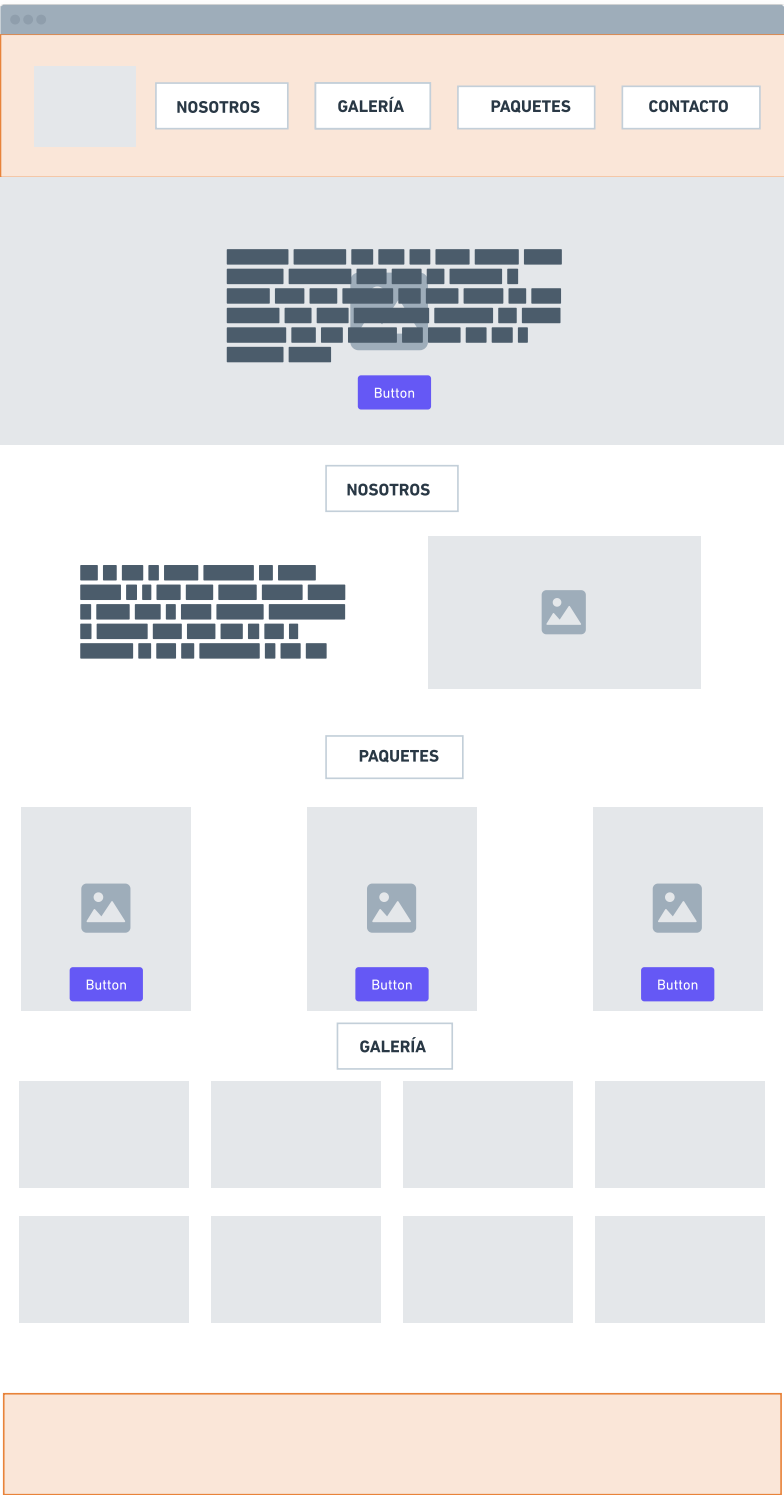 NOSOTROS GALERÍA PAQUETES CONTACTO
Button
NOSOTROS
PAQUETES
Button Button Button
GALERÍA